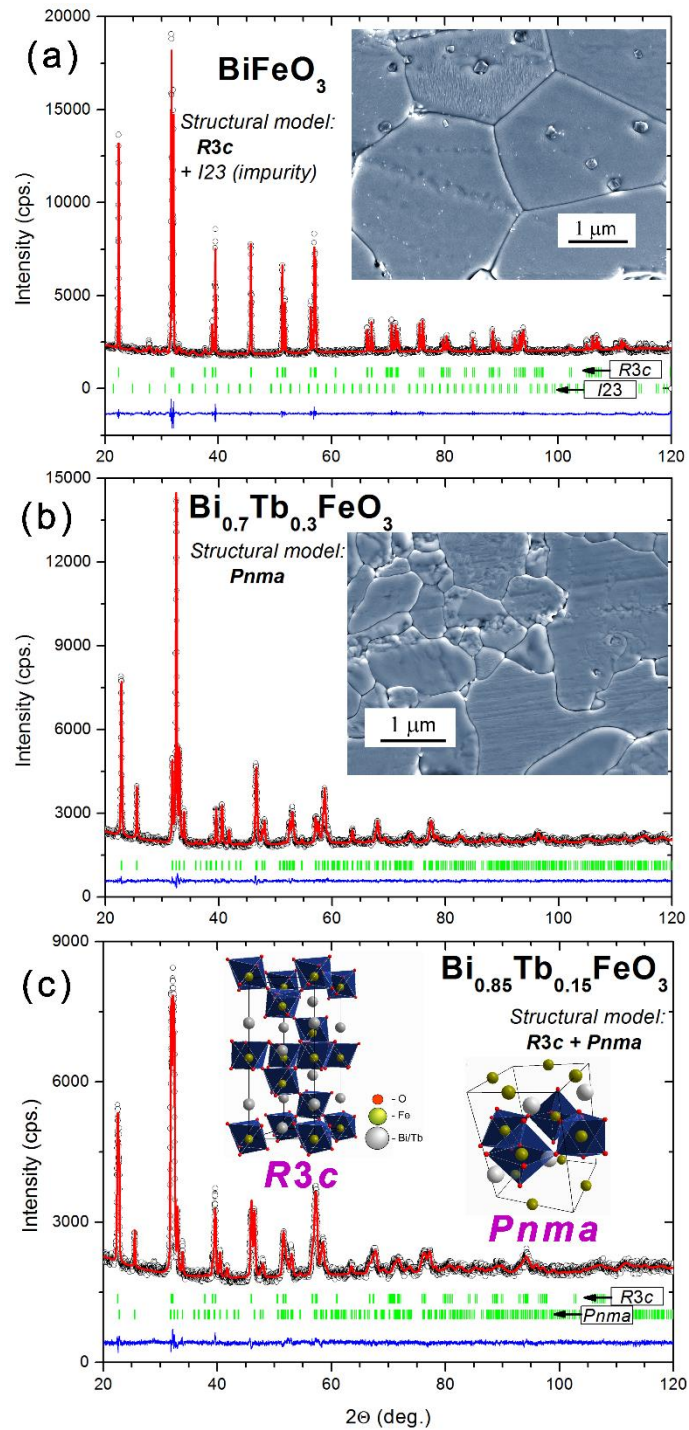 (a)
BiFeO3
Structural model:
R3c
+ I23 (impurity)
1 μm
Intensity (cps.)
20000
15000
10000
5000
0
R3c
I23
20 40 60 80 100 120
(b)
Bi0.7Tb0.3FeO3
Structural model:
Pnma
1 μm
Intensity (cps.)
15000
12000
9000
6000
3000
0
20 40 60 80 100 120
(c)
Bi0.85Tb0.15FeO3
Structural model:
R3c + Pnma
- O
- Fe
- Bi/Tb
R3c
Pnma
Intensity (cps.)
9000
6000
3000
0
R3c
Pnma
20 40 60 80 100 120
2Θ (deg.)